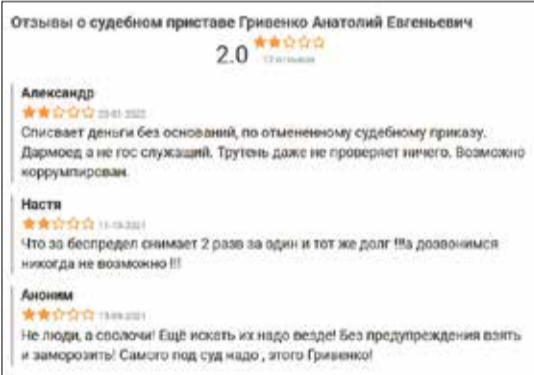 Отзывы о судебном приставе Гривенко Анатолий Евгеньевич
2.0
Александр
Списвает деньги без оснований, по отмененному судебному приказу.
Дармоед а не гос служащий. Трутень даже не проверяет ничего. Возможно
коррумпирован.
Настя
Что за беспредел снимает 2 разв за один и тот же долг !!!а дозвонимся
никогда не возможно !!!
Аноним
Не люди, а сволочи! Ещё искать их надо везде! Без предупреждения взять
и заморозить! Самого под суд надо , этого Гривенко!